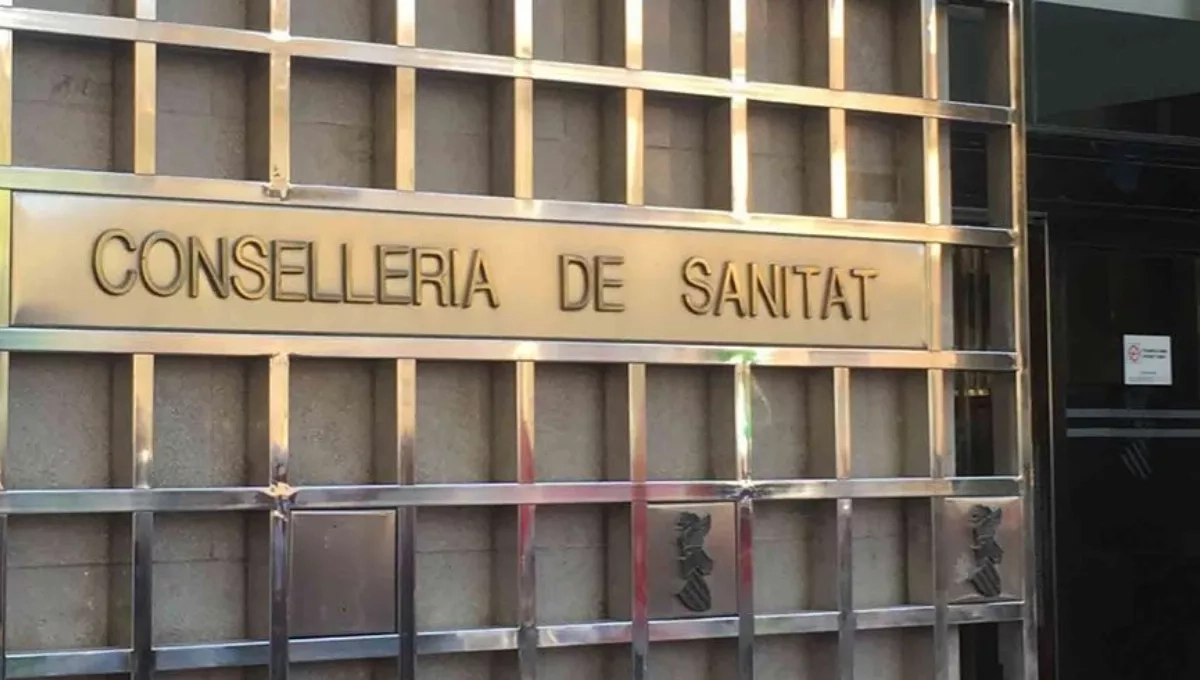 CONSELLERIA DE SANITAT